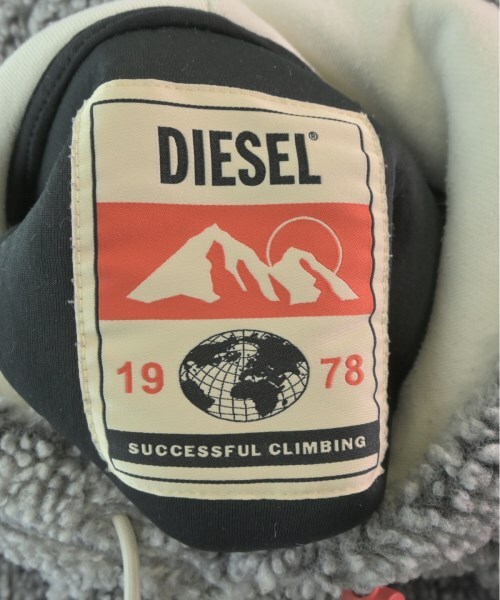 DIESEL®
19 78
SUCCESSFUL CLIMBING